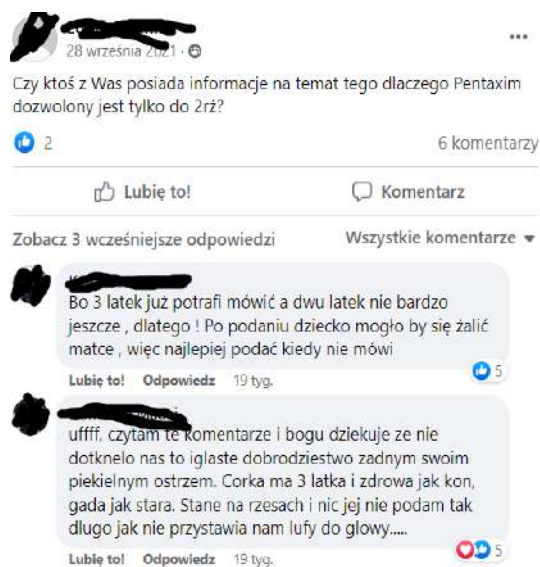 28 września 2021
Czy ktoś z Was posiada informacje na temat tego dlaczego Pentaxim
dozwolony jest tylko do 2rż?
2
6 komentarzy
Lubię to!
Komentarz
Zobacz 3 wcześniejsze odpowiedzi
Wszystkie komentarze
Bo 3 latek już potrafi mówić a dwu latek nie bardzo
jeszcze , dlatego ! Po podaniu dziecko mogło by się żalić
matce , więc najlepiej podać kiedy nie mówi
5
Lubię to! Odpowiedz 19 tyg.
uffff, czytam te komentarze i bogu dziekuje ze nie
dotknelo nas to iglaste dobrodziestwo zadnym swoim
piekielnym ostrzem. Corka ma 3 latka i zdrowa jak kon,
gada jak stara. Stane na rzesach i nic jej nie podam tak
dlugo jak nie przystawia nam lufy do glowy.....
5
Lubię to! Odpowiedz 19 tyg.